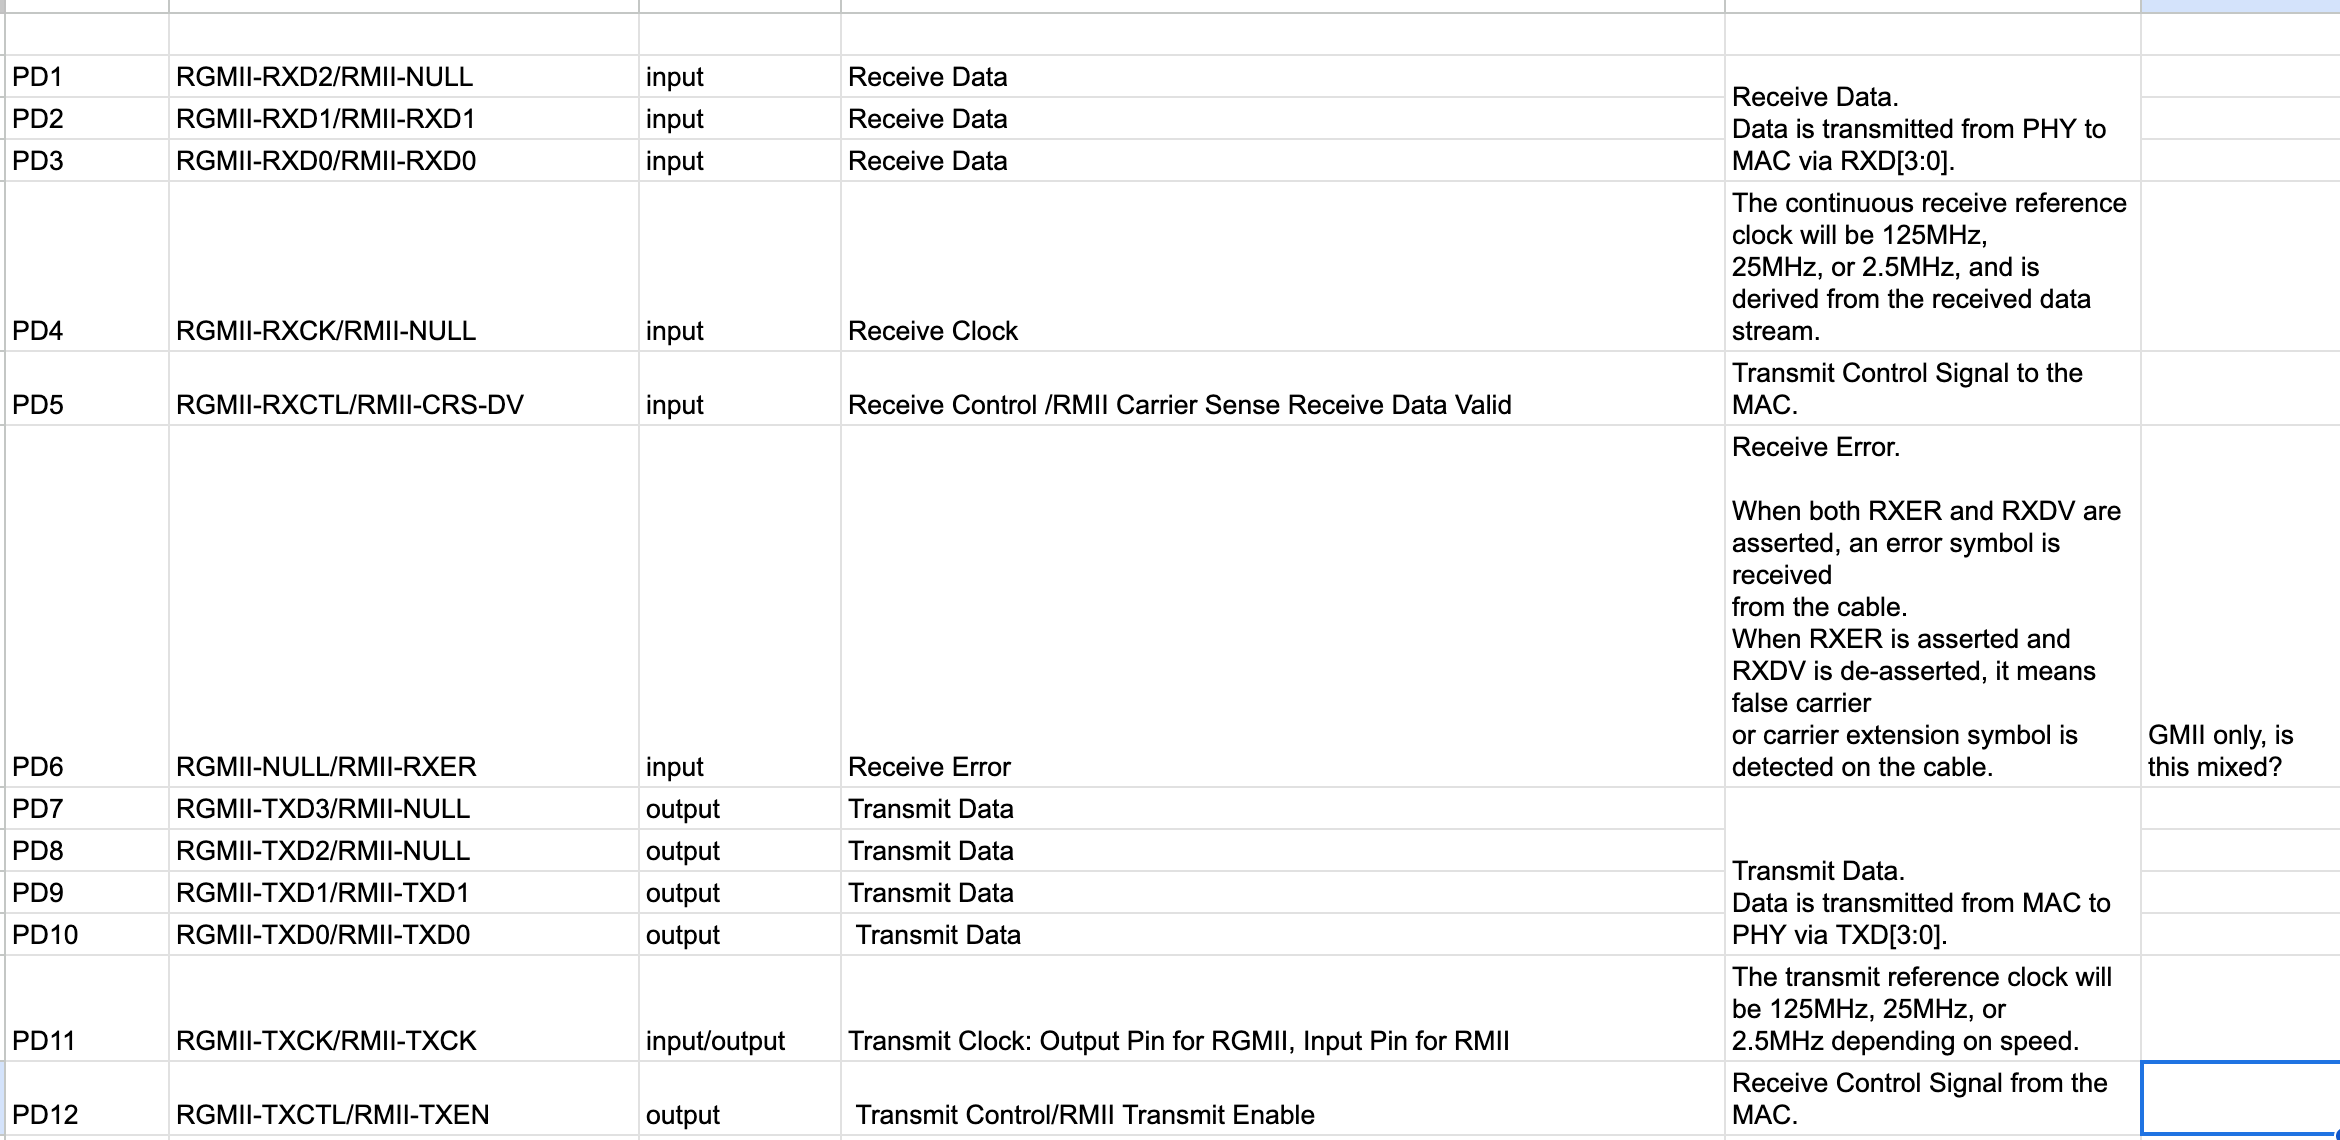 PD1 RGMII-RXD2/RMII-NULL input Receive Data
PD2 RGMII-RXD1/RMII-RXD1 input Receive Data
PD3 RGMII-RXD0/RMII-RXD0 input Receive Data
Receive Data.
Data is transmitted from PHY to
MAC via RXD[3:0].
PD4 RGMII-RXCK/RMII-NULL input Receive Clock
The continuous receive reference
clock will be 125MHz,
25MHz, or 2.5MHz, and is
derived from the received data
stream.
PD5 RGMII-RXCTL/RMII-CRS-DV input Receive Control /RMII Carrier Sense Receive Data Valid
Transmit Control Signal to the
MAC.
PD6 RGMII-NULL/RMII-RXER input Receive Error
Receive Error.
When both RXER and RXDV are
asserted, an error symbol is
received
from the cable.
When RXER is asserted and
RXDV is de-asserted, it means
false carrier
or carrier extension symbol is
detected on the cable.
GMII only, is
this mixed?
PD7 RGMII-TXD3/RMII-NULL output Transmit Data
PD8 RGMII-TXD2/RMII-NULL output Transmit Data
PD9 RGMII-TXD1/RMII-TXD1 output Transmit Data
PD10 RGMII-TXD0/RMII-TXD0 output Transmit Data
Transmit Data.
Data is transmitted from MAC to
PHY via TXD[3:0].
PD11 RGMII-TXCK/RMII-TXCK input/output Transmit Clock: Output Pin for RGMII, Input Pin for RMII
The transmit reference clock will
be 125MHz, 25MHz, or
2.5MHz depending on speed.
PD12 RGMII-TXCTL/RMII-TXEN output Transmit Control/RMII Transmit Enable
Receive Control Signal from the
MAC.